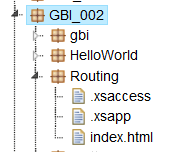 GBI_002
gbi
HelloWorld
Routing
.xsaccess
.xsapp
index.html